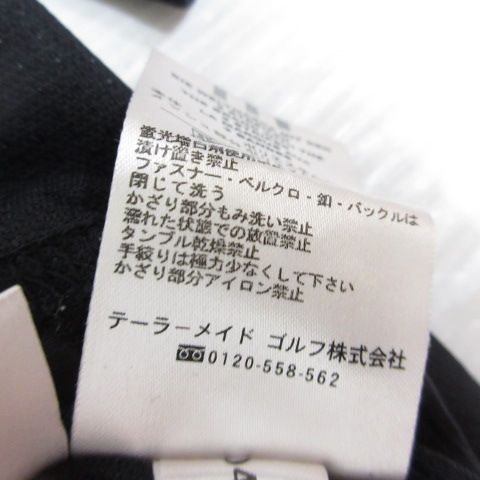 漬け置き禁止
ファスナー・ベルクロ・釦・バックルは
閉じて洗う
かざり部分もみ洗い禁止
濡れた状態での放置禁止
タンブル乾燥禁止
手絞りは極力少なくして下さい
かざり部分アイロン禁止
テーラーメイド ゴルフ株式会社
0120-558-562